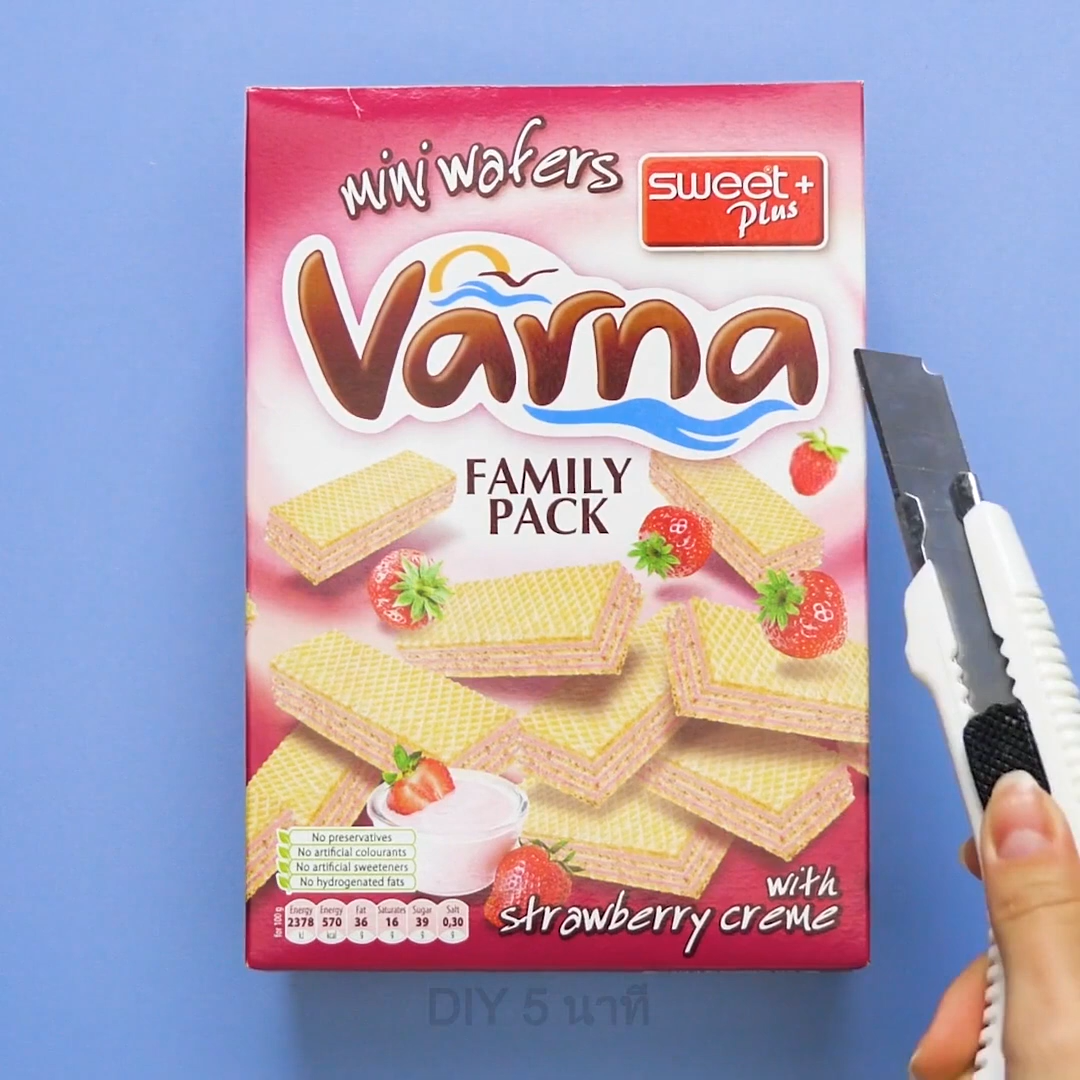 mini wafers
sweet +
Plus
Varna
FAMILY
PACK
No preservatives
No artificial colourants
No artificial sweeteners
No hydrogenated fats
for 100 g
Energy Energy Fat Saturates Sugar Salt
2378 570 36 16 39 0,30
kJ kcal g g g g
with
strawberry creme
DIY 5 นาที